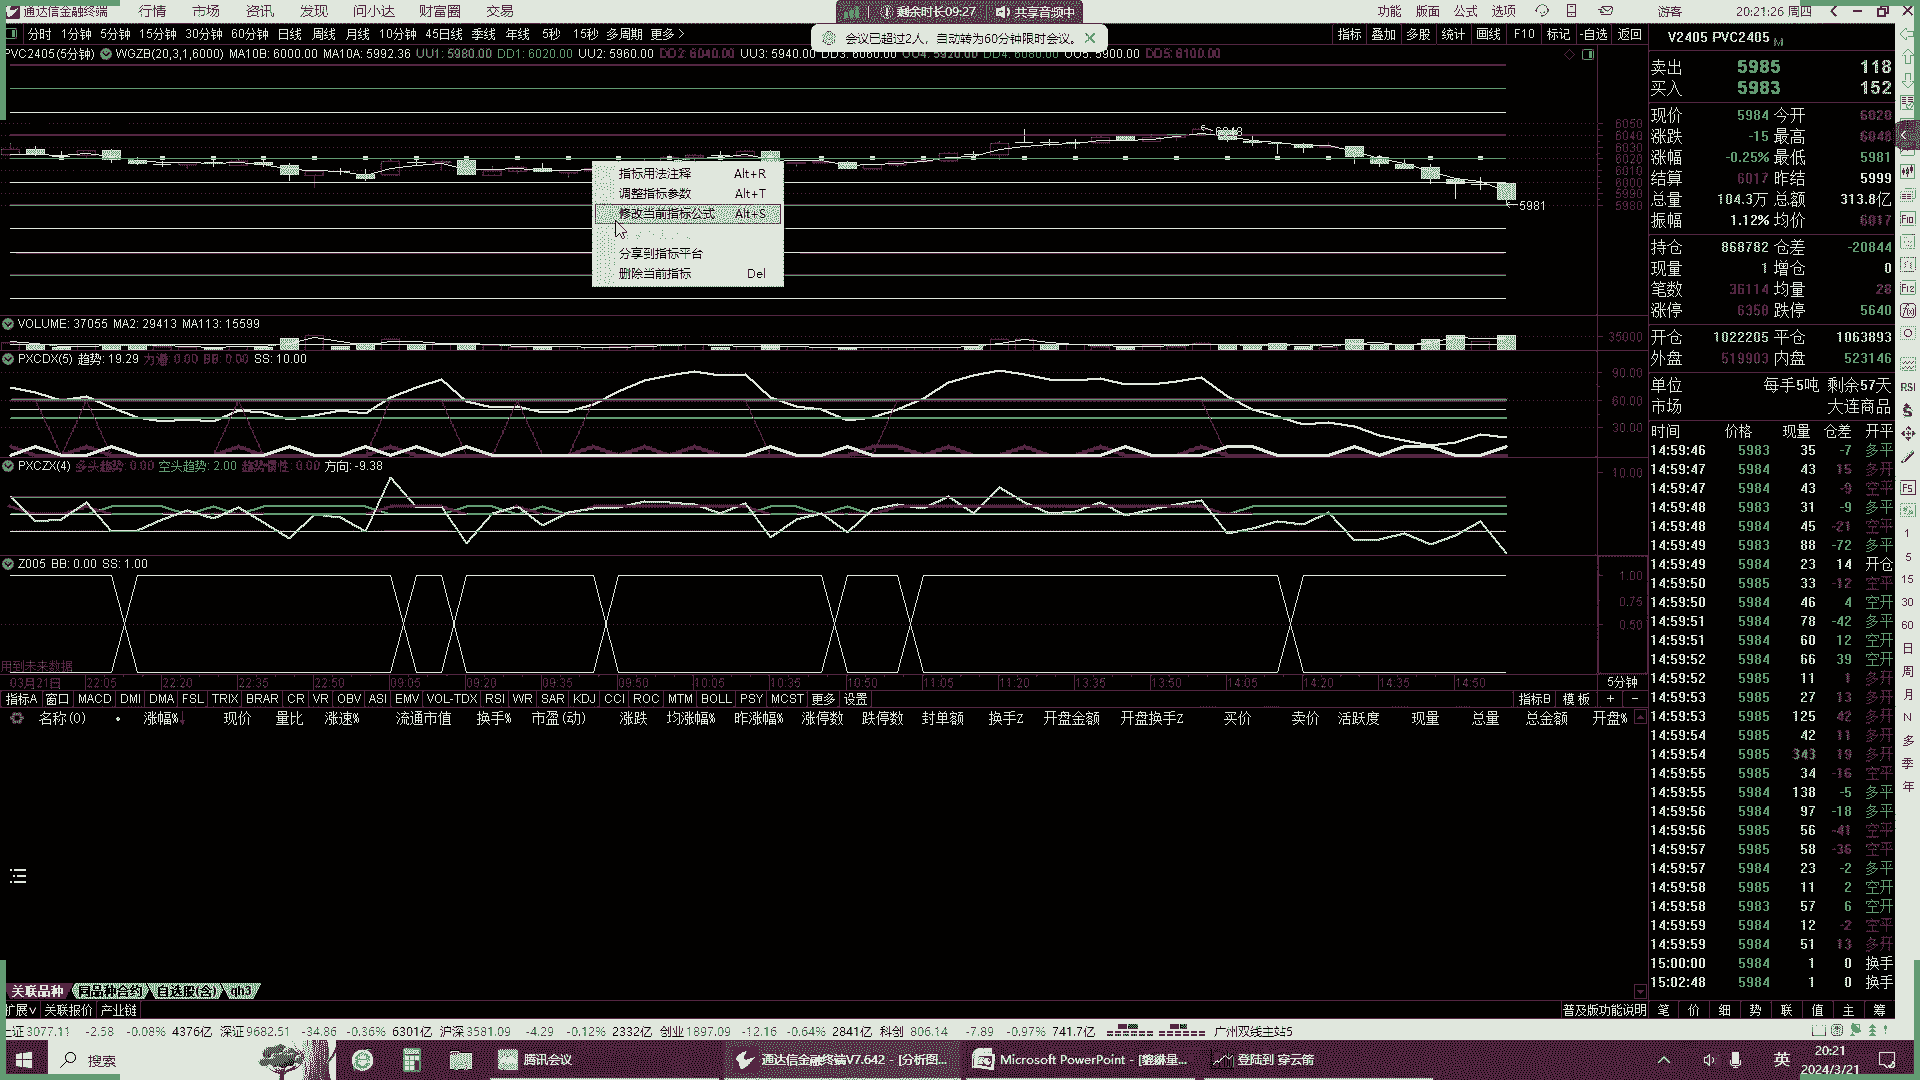 通达信金融终端 行情 市场 资讯 发现 问小达 财富圈 交易 剩余时长09:27 共享音频中 功能 版面 公式 选项 游客 20:21:26 周四
分时 1分钟 5分钟 15分钟 30分钟 60分钟 日线 周线 月线 10分钟 45日线 季线 年线 5秒 15秒 多周期 更多>
会议已超过2人，自动转为60分钟限时会议。
指标 叠加 多股 统计 画线 F10 标记 -自选 返回
V2405 PVC2405 M
PVC2405(5分钟) WGZB(20,3,1,6000) MA10B: 6000.00 MA10A: 5992.36 UU1: 5980.00 DD1: 6020.00 UU2: 5960.00 DD2: 6040.00 UU3: 5940.00 DD3: 6060.00 UU4: 5920.00 DD4: 6080.00 UU5: 5900.00 DD5: 6100.00
卖出 5985 118
买入 5983 152
现价 5984 今开 6020
涨跌 -15 最高 6048
涨幅 -0.25% 最低 5981
结算 6017 昨结 5999
总量 104.3万 总额 313.8亿
振幅 1.12% 均价 6017
持仓 868782 仓差 -20844
现量 1 增仓 0
笔数 36114 均量 28
涨停 6358 跌停 5640
开仓 1022205 平仓 1063893
外盘 519903 内盘 523146
单位 每手5吨 剩余57天
市场 大连商品
6050
6040
6030
6020
6010
6000
5990
5980
6048
5981
指标用法注释 Alt+R
调整指标参数 Alt+T
修改当前指标公式 Alt+S
分享到指标平台
删除当前指标 Del
VOLUME: 37055 MA2: 29413 MA113: 15599
35000
PXCDX(5) 趋势: 19.29 力潜: 0.00 BB: 0.00 SS: 10.00
90.00
60.00
30.00
PXCZX(4) 多头趋势: 0.00 空头趋势: 2.00 趋势惯性: 0.00 方向: -9.38
10.00
Z005 BB: 0.00 SS: 1.00
1.00
0.75
0.50
用到未来数据
03月21日 22:05 22:20 22:35 22:50 09:05 09:20 09:35 09:50 10:05 10:35 10:50 11:05 11:20 13:35 13:50 14:05 14:20 14:35 14:50 5分钟
指标A 窗口 MACD DMI DMA FSL TRIX BRAR CR VR OBV ASI EMV VOL-TDX RSI WR SAR KDJ CCI ROC MTM BOLL PSY MCST 更多 设置 指标B 模板 + -
名称(0) 涨幅%↓ 现价 量比 涨速% 流通市值 换手% 市盈(动) 涨跌 均涨幅% 昨涨幅% 涨停数 跌停数 封单额 换手Z 开盘金额 开盘换手Z 买价 卖价 活跃度 现量 总量 总金额 开盘%
时间 价格 现量 仓差 开平
14:59:46 5983 35 -7 多平
14:59:47 5984 43 15 多开
14:59:47 5984 43 -9 空平
14:59:48 5983 31 -9 多平
14:59:48 5984 45 -21 空平
14:59:49 5983 88 -72 多平
14:59:49 5984 23 14 开仓
14:59:50 5985 33 -12 空平
14:59:50 5984 46 4 空开
14:59:51 5984 78 -42 多平
14:59:51 5984 60 12 空开
14:59:52 5984 66 39 空开
14:59:52 5985 11 1 多开
14:59:53 5985 27 13 多开
14:59:53 5985 125 42 多开
14:59:54 5985 42 11 多开
14:59:54 5985 343 19 多开
14:59:55 5985 34 -16 空平
14:59:55 5985 138 -5 多平
14:59:56 5984 97 -18 多平
14:59:56 5985 56 -41 空平
14:59:57 5985 58 -36 空平
14:59:57 5984 23 -2 多平
14:59:58 5985 11 2 空开
14:59:58 5983 57 6 空开
14:59:59 5984 12 -2 空平
14:59:59 5984 51 13 多开
15:00:00 5984 1 0 换手
15:02:48 5984 1 0 换手
F10
F12
RSI
F5
1
5
15
30
60
日
周
月
N
多
季
年
关联品种 同品种合约 自选股(含) qh3
扩展∨ 关联报价 产业链 普及版功能说明 笔 价 细 势 联 值 主 筹
上证3077.11 -2.58 -0.08% 4376亿 深证9682.51 -34.86 -0.36% 6301亿 沪深3581.09 -4.29 -0.12% 2332亿 创业1897.09 -12.16 -0.64% 2841亿 科创 806.14 -7.89 -0.97% 741.7亿 广州双线主站5
搜索 腾讯会议 通达信金融终端V7.642 - [分析图... Microsoft PowerPoint - 登陆到 穿云箭 英 20:21
2024/3/21